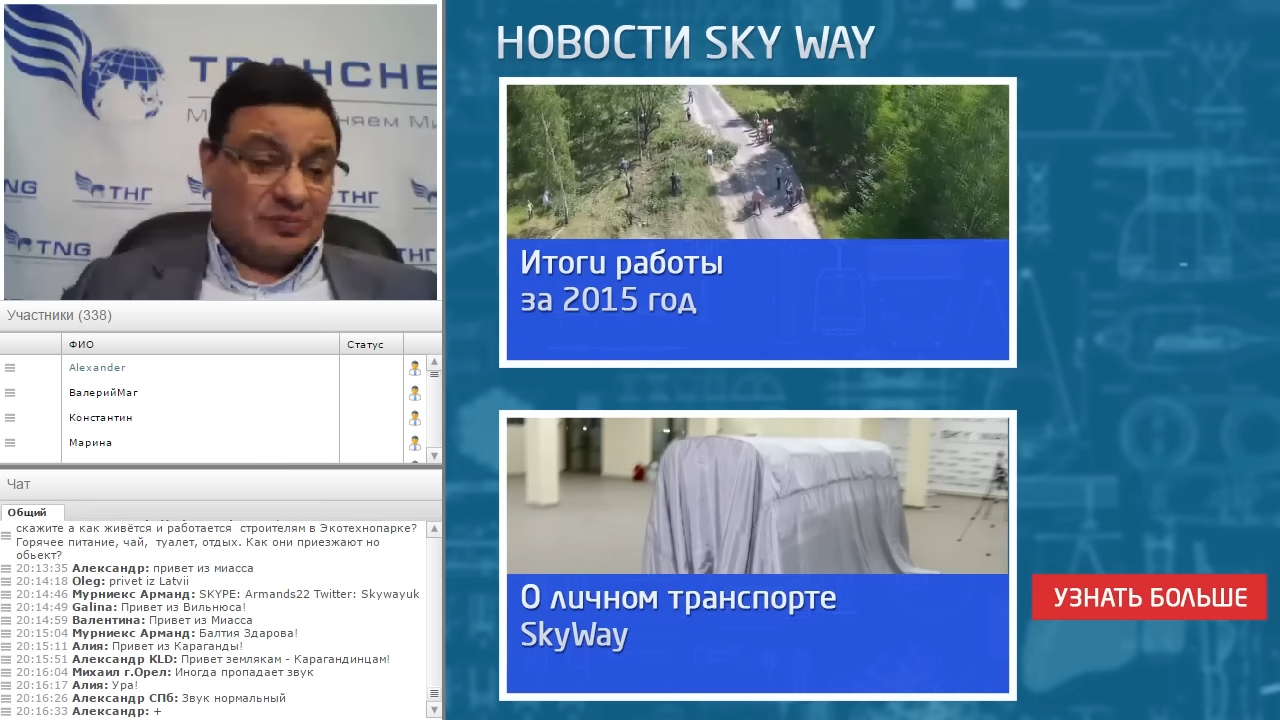 ТРАНСНЕ
няем Ми
NG
ТНГ
TNG
НОВОСТИ SKY WAY
Итоги работы
за 2015 год
О личном транспорте
SkyWay
УЗНАТЬ БОЛЬШЕ
Участники (338)
ФИО
Статус
Alexander
ВалерийМаг
Константин
Марина
Чат
Общий
скажите а как живётся и работается строителям в Экотехнопарке?
Горячее питание, чай, туалет, отдых. Как они приезжают но
обьект?
20:13:35 Александр: привет из миасса
20:14:18 Oleg: privet iz Latvii
20:14:46 Мурниекс Арманд: SKYPE: Armands22 Twitter: Skywayuk
20:14:49 Galina: Привет из Вильнюса!
20:14:59 Валентина: Привет из Миасса
20:15:04 Мурниекс Арманд: Балтия Здарова!
20:15:11 Алия: Привет из Караганды!
20:15:51 Александр KLD: Привет землякам - Карагандинцам!
20:16:04 Михаил г.Орел: Иногда пропадает звук
20:16:17 Алия: Ура!
20:16:26 Александр СПб: Звук нормальный
20:16:33 Александр: +